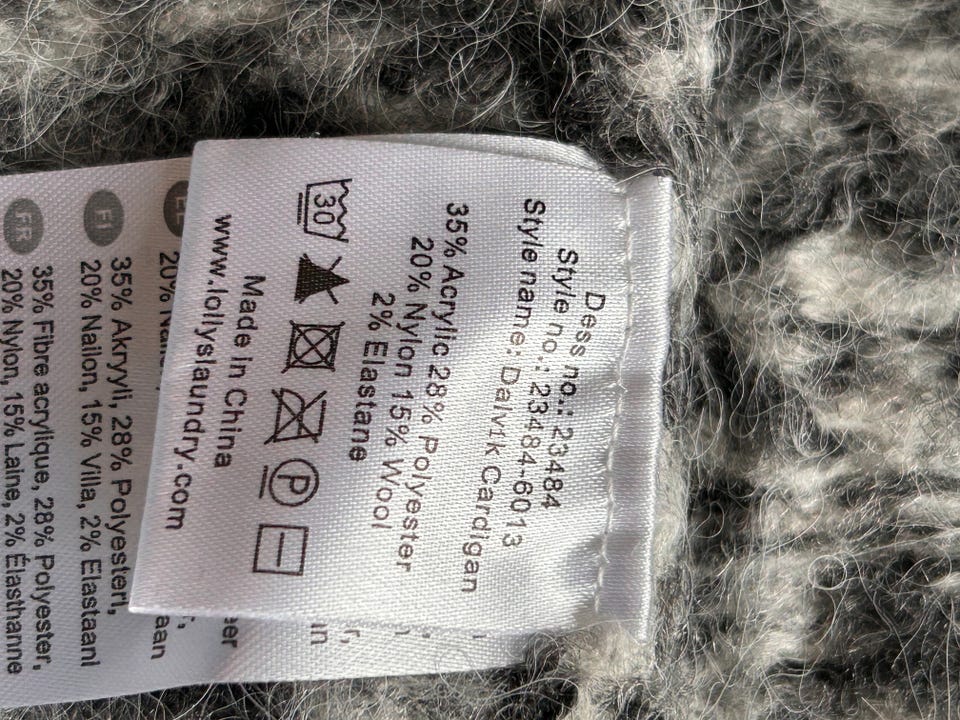 Dess no.: 23484
Style no.: 23484-6013
Style name: Dalvik Cardigan
35% Acrylic 28% Polyester
20% Nylon 15% Wool
2% Elastane
30
P
Made in China
www.lollyslaundry.com
20%
FI
35% Akryyli, 28% Polyesteri,
20% Nailon, 15% Villa, 2% Elastaani
FR
35% Fibre acrylique, 28% Polyester,
20% Nylon, 15% Laine, 2% Élasthanne